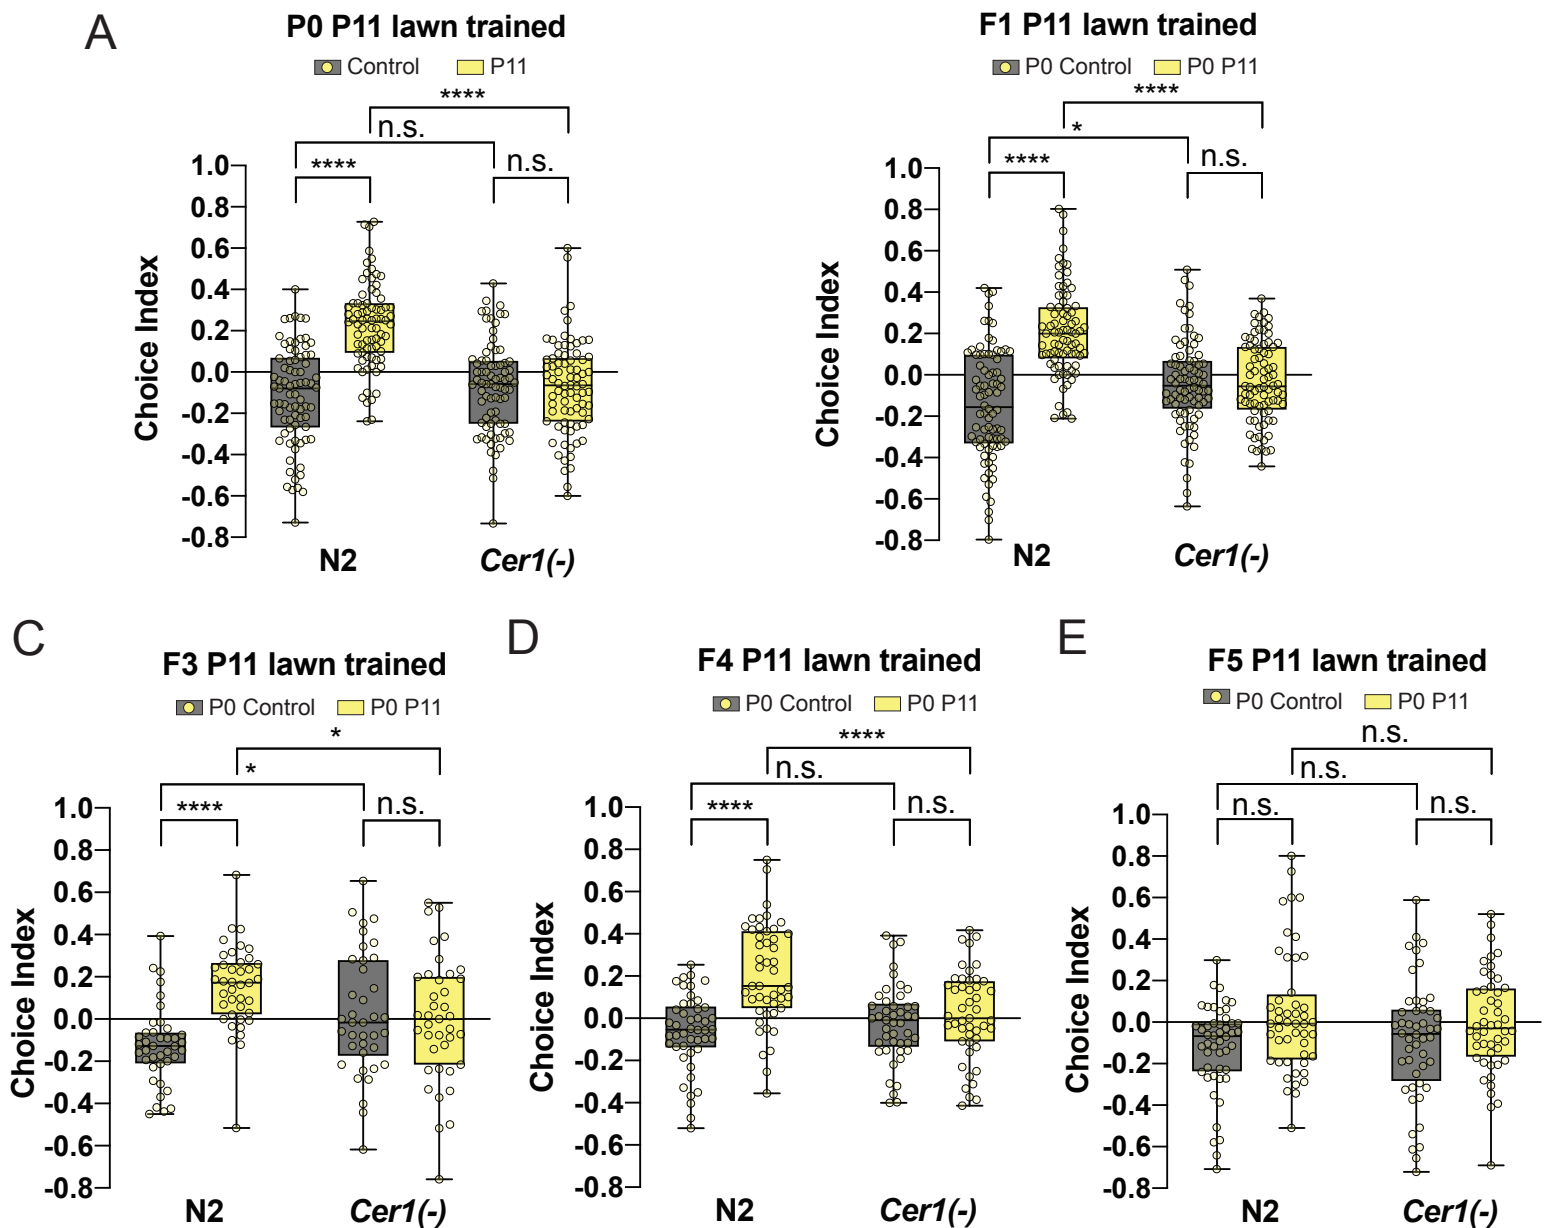 A
P0 P11 lawn trained
Control P11
****
n.s.
****
n.s.
Choice Index
1.0
0.8
0.6
0.4
0.2
0.0
-0.2
-0.4
-0.6
-0.8
N2 Cer1(-)
F1 P11 lawn trained
P0 Control P0 P11
****
*
****
n.s.
Choice Index
1.0
0.8
0.6
0.4
0.2
0.0
-0.2
-0.4
-0.6
-0.8
N2 Cer1(-)
C
F3 P11 lawn trained
P0 Control P0 P11
*
*
****
n.s.
Choice Index
1.0
0.8
0.6
0.4
0.2
0.0
-0.2
-0.4
-0.6
-0.8
N2 Cer1(-)
D
F4 P11 lawn trained
P0 Control P0 P11
****
n.s.
****
n.s.
Choice Index
1.0
0.8
0.6
0.4
0.2
0.0
-0.2
-0.4
-0.6
-0.8
N2 Cer1(-)
E
F5 P11 lawn trained
P0 Control P0 P11
n.s.
n.s.
n.s.
n.s.
Choice Index
1.0
0.8
0.6
0.4
0.2
0.0
-0.2
-0.4
-0.6
-0.8
N2 Cer1(-)